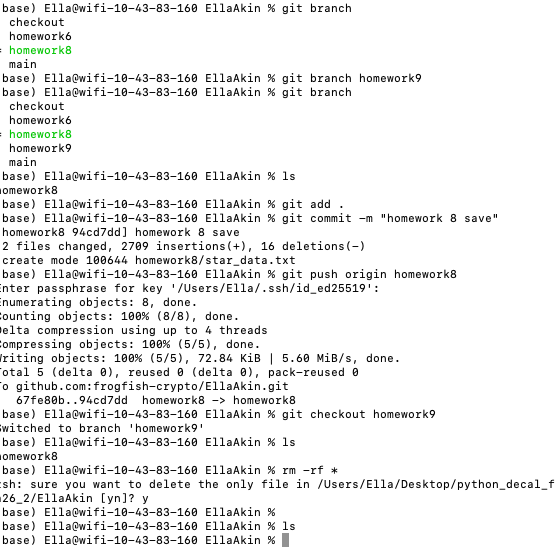 base) Ella@wifi-10-43-83-160 EllaAkin % git branch
checkout
homework6
* homework8
main
base) Ella@wifi-10-43-83-160 EllaAkin % git branch homework9
base) Ella@wifi-10-43-83-160 EllaAkin % git branch
checkout
homework6
* homework8
homework9
main
base) Ella@wifi-10-43-83-160 EllaAkin % ls
homework8
base) Ella@wifi-10-43-83-160 EllaAkin % git add .
base) Ella@wifi-10-43-83-160 EllaAkin % git commit -m "homework 8 save"
homework8 94cd7dd] homework 8 save
2 files changed, 2709 insertions(+), 16 deletions(-)
create mode 100644 homework8/star_data.txt
base) Ella@wifi-10-43-83-160 EllaAkin % git push origin homework8
Enter passphrase for key '/Users/Ella/.ssh/id_ed25519':
Enumerating objects: 8, done.
Counting objects: 100% (8/8), done.
Delta compression using up to 4 threads
Compressing objects: 100% (5/5), done.
Writing objects: 100% (5/5), 72.84 KiB | 5.60 MiB/s, done.
Total 5 (delta 0), reused 0 (delta 0), pack-reused 0
To github.com:frogfish-crypto/EllaAkin.git
67fe80b..94cd7dd  homework8 -> homework8
base) Ella@wifi-10-43-83-160 EllaAkin % git checkout homework9
Switched to branch 'homework9'
base) Ella@wifi-10-43-83-160 EllaAkin % ls
homework8
base) Ella@wifi-10-43-83-160 EllaAkin % rm -rf *
zsh: sure you want to delete the only file in /Users/Ella/Desktop/python_decal_f
a26_2/EllaAkin [yn]? y
base) Ella@wifi-10-43-83-160 EllaAkin %
base) Ella@wifi-10-43-83-160 EllaAkin % ls
base) Ella@wifi-10-43-83-160 EllaAkin %